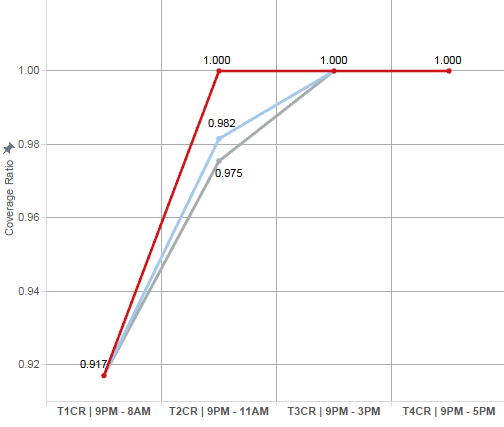 1.000
1.000
1.000
1.00
0.982
0.98
0.975
0.96
0.94
0.92
0.917
Coverage Ratio
T1CR | 9PM - 8AM
T2CR | 9PM - 11AM
T3CR | 9PM - 3PM
T4CR | 9PM - 5PM